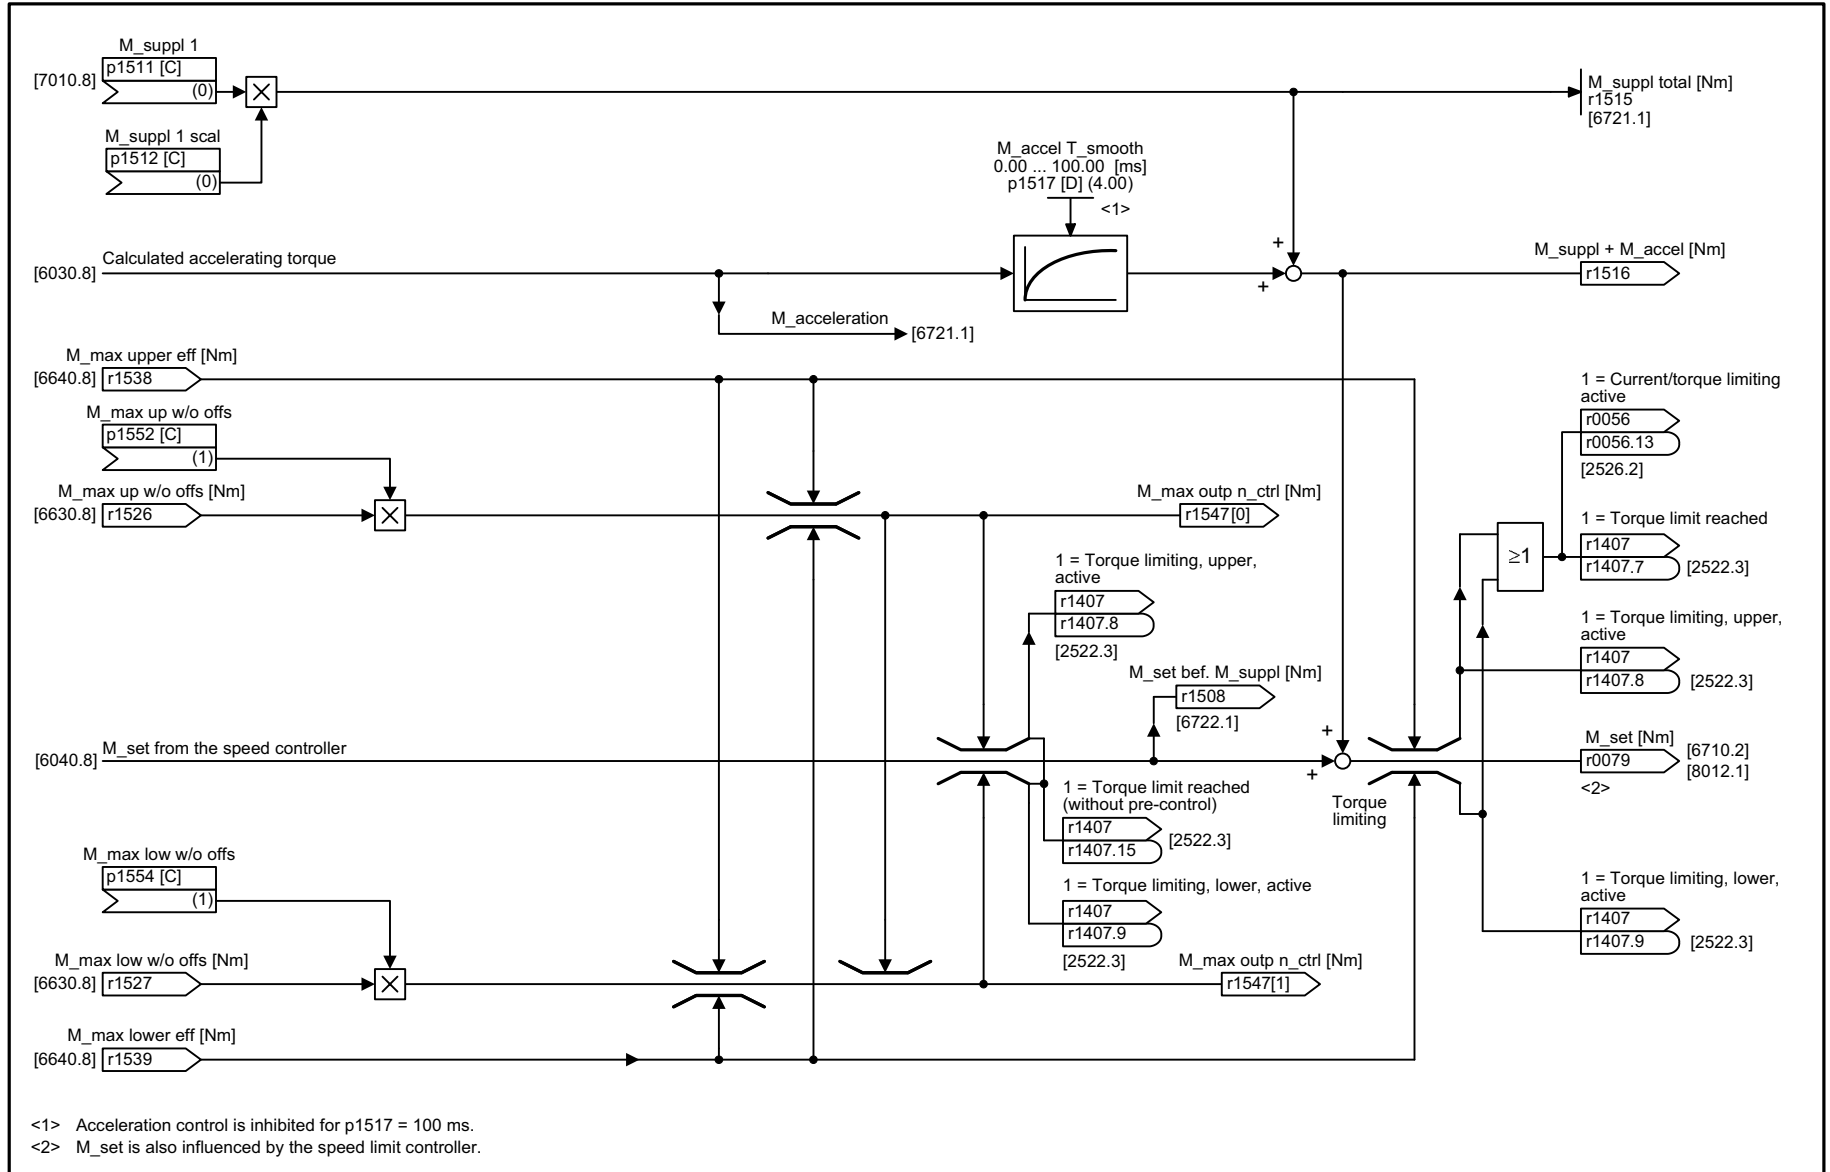 M_suppl 1
p1511 [C]
[7010.8]
(0)
M_suppl 1 scal
p1512 [C]
(0)
M_suppl total [Nm]
r1515
[6721.1]
M_accel T_smooth
0.00 ... 100.00 [ms]
p1517 [D] (4.00)
<1>
[6030.8]
Calculated accelerating torque
+
+
M_suppl + M_accel [Nm]
r1516
M_acceleration
[6721.1]
M_max upper eff [Nm]
[6640.8]
r1538
M_max up w/o offs
p1552 [C]
(1)
M_max up w/o offs [Nm]
[6630.8]
r1526
M_max outp n_ctrl [Nm]
r1547[0]
1 = Current/torque limiting
active
r0056
r0056.13
[2526.2]
≥1
1 = Torque limit reached
r1407
r1407.7
[2522.3]
1 = Torque limiting, upper,
active
r1407
r1407.8
[2522.3]
1 = Torque limiting, upper,
active
r1407
r1407.8
[2522.3]
M_set bef. M_suppl [Nm]
r1508
[6722.1]
[6040.8]
M_set from the speed controller
+
+
Torque
limiting
M_set [Nm]
r0079
[6710.2]
[8012.1]
<2>
1 = Torque limit reached
(without pre-control)
r1407
r1407.15
[2522.3]
1 = Torque limiting, lower, active
r1407
r1407.9
[2522.3]
1 = Torque limiting, lower,
active
r1407
r1407.9
[2522.3]
M_max low w/o offs
p1554 [C]
(1)
M_max low w/o offs [Nm]
[6630.8]
r1527
M_max outp n_ctrl [Nm]
r1547[1]
M_max lower eff [Nm]
[6640.8]
r1539
<1> Acceleration control is inhibited for p1517 = 100 ms.
<2> M_set is also influenced by the speed limit controller.